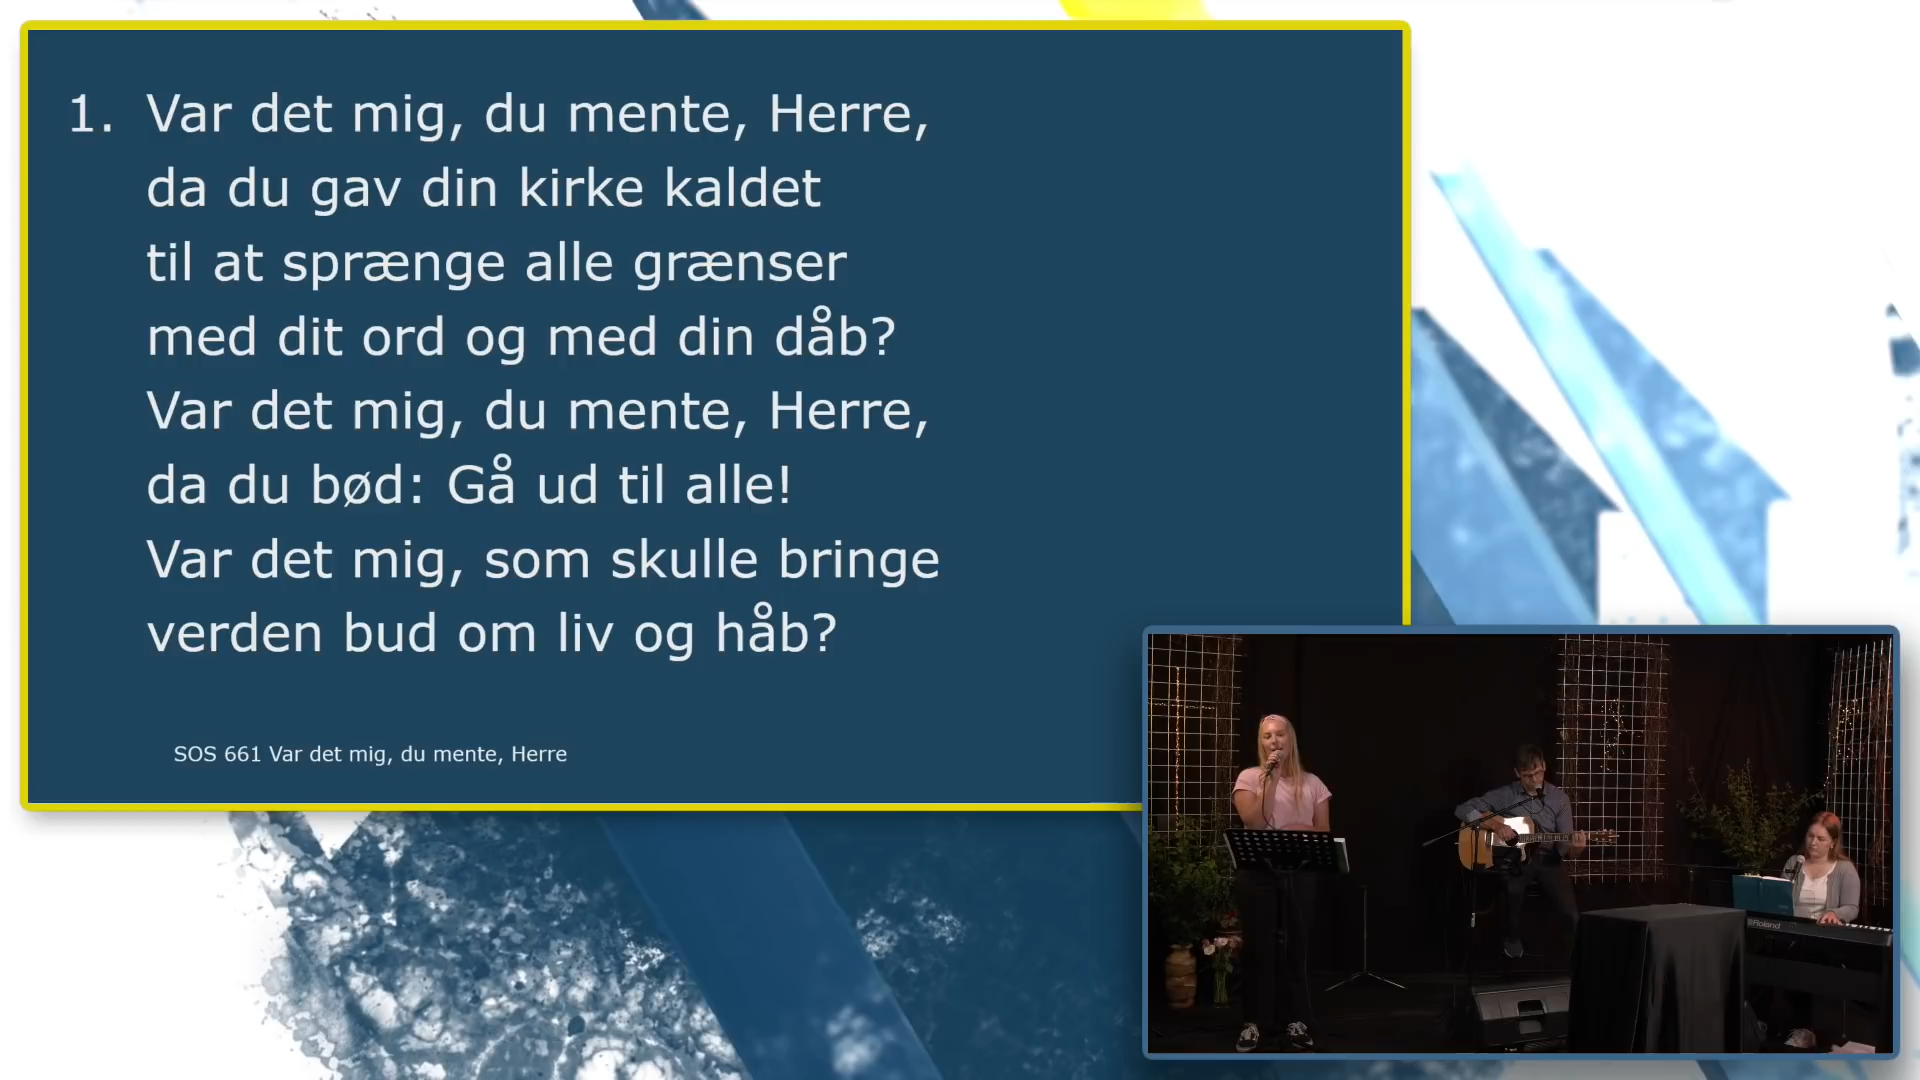 1. Var det mig, du mente, Herre,
da du gav din kirke kaldet
til at sprænge alle grænser
med dit ord og med din dåb?
Var det mig, du mente, Herre,
da du bød: Gå ud til alle!
Var det mig, som skulle bringe
verden bud om liv og håb?
SOS 661 Var det mig, du mente, Herre
Roland